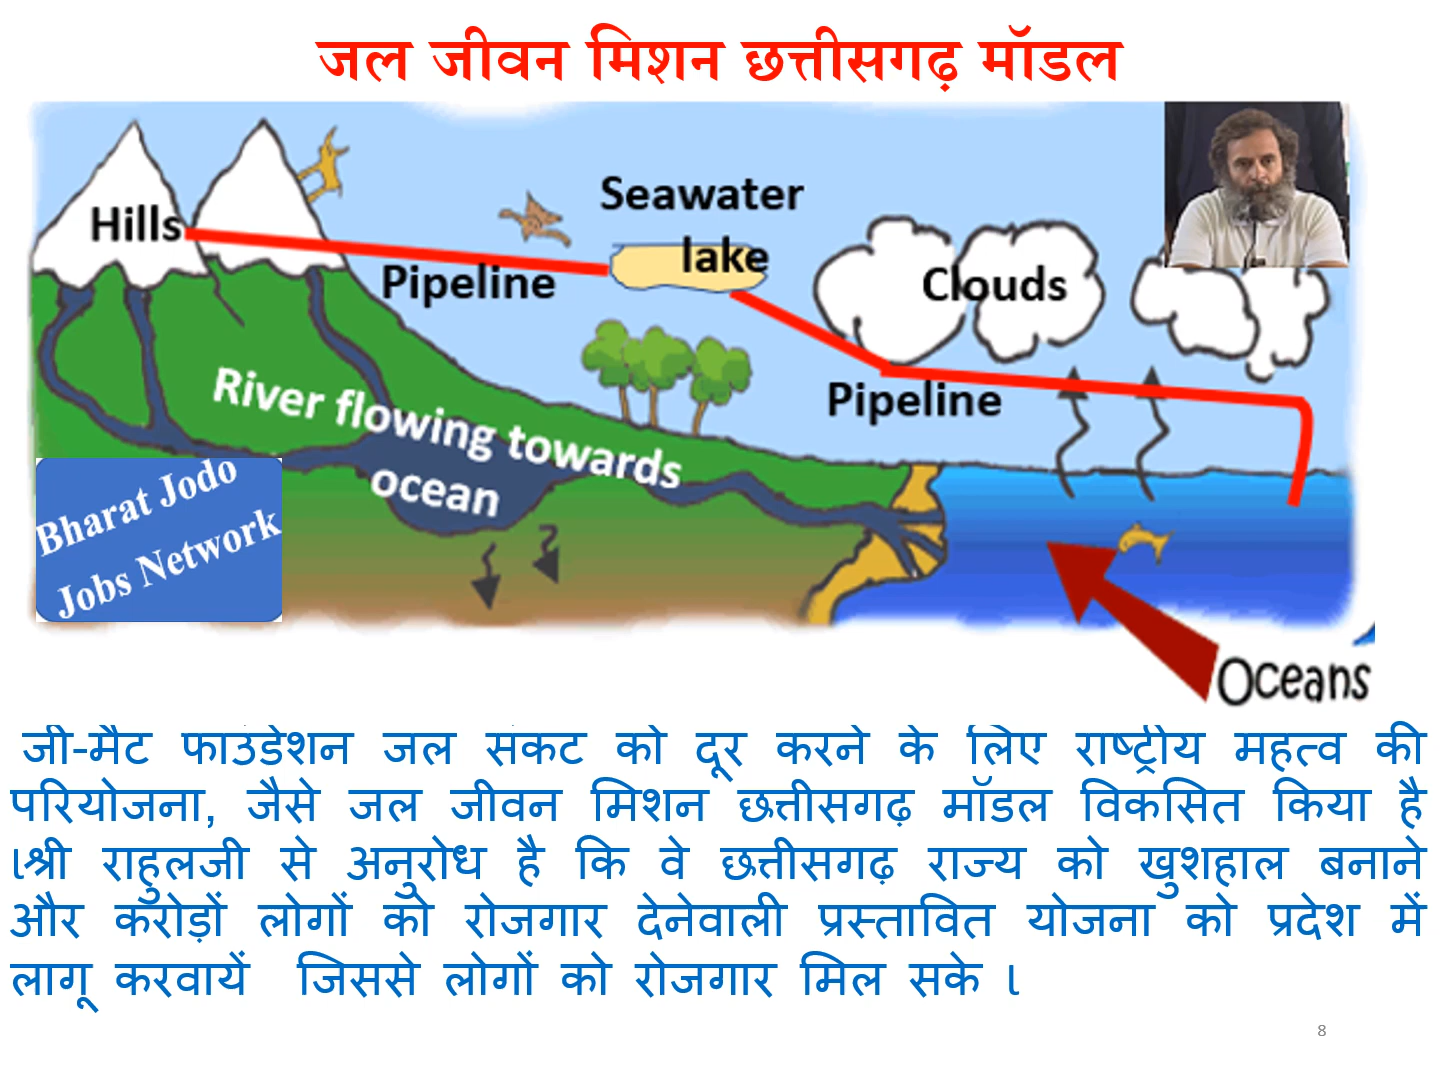 जल जीवन मिशन छत्तीसगढ़ मॉडल
Hills
Pipeline
Seawater
lake
Clouds
Pipeline
River flowing towards
ocean
Bharat Jodo
Jobs Network
Oceans
जी-मैट फाउंडेशन जल संकट को दूर करने के लिए राष्ट्रीय महत्व की
परियोजना, जैसे जल जीवन मिशन छत्तीसगढ़ मॉडल विकसित किया है
।श्री राहुलजी से अनुरोध है कि वे छत्तीसगढ़ राज्य को खुशहाल बनाने
और करोड़ों लोगों को रोजगार देनेवाली प्रस्तावित योजना को प्रदेश में
लागू करवायें जिससे लोगों को रोजगार मिल सके ।
8